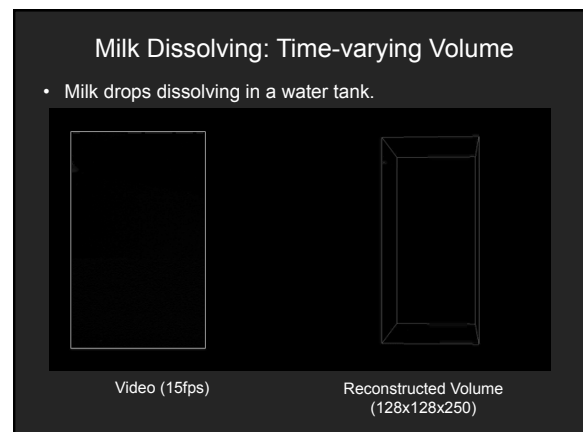 Milk Dissolving: Time-varying Volume
• Milk drops dissolving in a water tank.
Video (15fps)
Reconstructed Volume
(128x128x250)